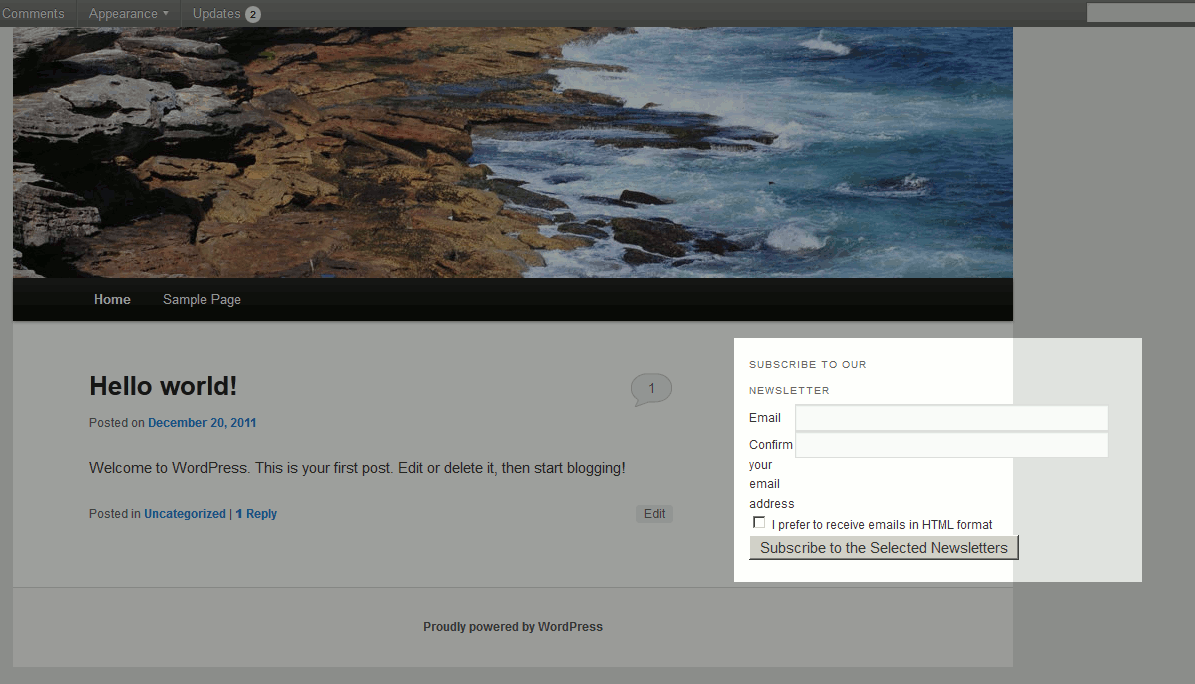 Comments Appearance Updates 2
Home Sample Page
Hello world!
1
Posted on December 20, 2011
Welcome to WordPress. This is your first post. Edit or delete it, then start blogging!
Posted in Uncategorized | 1 Reply
Edit
SUBSCRIBE TO OUR
NEWSLETTER
Email
Confirm
your
email
address
I prefer to receive emails in HTML format
Subscribe to the Selected Newsletters
Proudly powered by WordPress